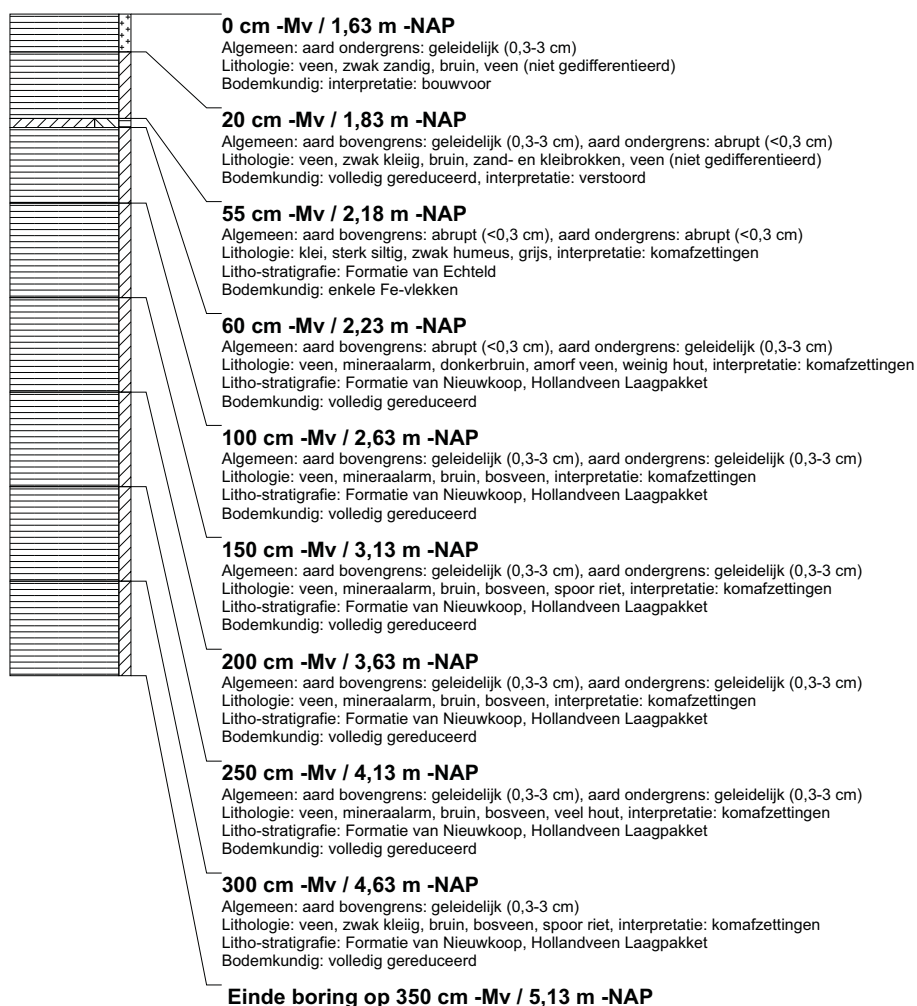 0 cm -Mv / 1,63 m -NAP
Algemeen: aard ondergrens: geleidelijk (0,3-3 cm)
Lithologie: veen, zwak zandig, bruin, veen (niet gedifferentieerd)
Bodemkundig: interpretatie: bouwvoor
20 cm -Mv / 1,83 m -NAP
Algemeen: aard bovengrens: geleidelijk (0,3-3 cm), aard ondergrens: abrupt (<0,3 cm)
Lithologie: veen, zwak kleiig, bruin, zand- en kleibrokken, veen (niet gedifferentieerd)
Bodemkundig: volledig gereduceerd, interpretatie: verstoord
55 cm -Mv / 2,18 m -NAP
Algemeen: aard bovengrens: abrupt (<0,3 cm), aard ondergrens: abrupt (<0,3 cm)
Lithologie: klei, sterk siltig, zwak humeus, grijs, interpretatie: komafzettingen
Litho-stratigrafie: Formatie van Echteld
Bodemkundig: enkele Fe-vlekken
60 cm -Mv / 2,23 m -NAP
Algemeen: aard bovengrens: abrupt (<0,3 cm), aard ondergrens: geleidelijk (0,3-3 cm)
Lithologie: veen, mineraalarm, donkerbruin, amorf veen, weinig hout, interpretatie: komafzettingen
Litho-stratigrafie: Formatie van Nieuwkoop, Hollandveen Laagpakket
Bodemkundig: volledig gereduceerd
100 cm -Mv / 2,63 m -NAP
Algemeen: aard bovengrens: geleidelijk (0,3-3 cm), aard ondergrens: geleidelijk (0,3-3 cm)
Lithologie: veen, mineraalarm, bruin, bosveen, interpretatie: komafzettingen
Litho-stratigrafie: Formatie van Nieuwkoop, Hollandveen Laagpakket
Bodemkundig: volledig gereduceerd
150 cm -Mv / 3,13 m -NAP
Algemeen: aard bovengrens: geleidelijk (0,3-3 cm), aard ondergrens: geleidelijk (0,3-3 cm)
Lithologie: veen, mineraalarm, bruin, bosveen, spoor riet, interpretatie: komafzettingen
Litho-stratigrafie: Formatie van Nieuwkoop, Hollandveen Laagpakket
Bodemkundig: volledig gereduceerd
200 cm -Mv / 3,63 m -NAP
Algemeen: aard bovengrens: geleidelijk (0,3-3 cm), aard ondergrens: geleidelijk (0,3-3 cm)
Lithologie: veen, mineraalarm, bruin, bosveen, interpretatie: komafzettingen
Litho-stratigrafie: Formatie van Nieuwkoop, Hollandveen Laagpakket
Bodemkundig: volledig gereduceerd
250 cm -Mv / 4,13 m -NAP
Algemeen: aard bovengrens: geleidelijk (0,3-3 cm), aard ondergrens: geleidelijk (0,3-3 cm)
Lithologie: veen, mineraalarm, bruin, bosveen, veel hout, interpretatie: komafzettingen
Litho-stratigrafie: Formatie van Nieuwkoop, Hollandveen Laagpakket
Bodemkundig: volledig gereduceerd
300 cm -Mv / 4,63 m -NAP
Algemeen: aard bovengrens: geleidelijk (0,3-3 cm)
Lithologie: veen, zwak kleiig, bruin, bosveen, spoor riet, interpretatie: komafzettingen
Litho-stratigrafie: Formatie van Nieuwkoop, Hollandveen Laagpakket
Bodemkundig: volledig gereduceerd
Einde boring op 350 cm -Mv / 5,13 m -NAP